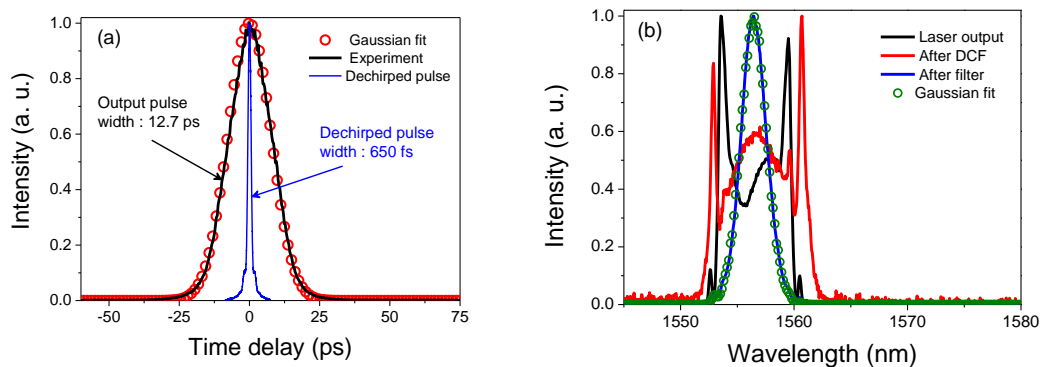 (a)
Gaussian fit
Experiment
Dechirped pulse
Output pulse
width : 12.7 ps
Dechirped pulse
width : 650 fs
Intensity (a. u.)
1.0
0.8
0.6
0.4
0.2
0.0
-50 -25 0 25 50 75
Time delay (ps)
(b)
Laser output
After DCF
After filter
Gaussian fit
Intensity (a. u.)
1.0
0.8
0.6
0.4
0.2
0.0
1550 1560 1570 1580
Wavelength (nm)